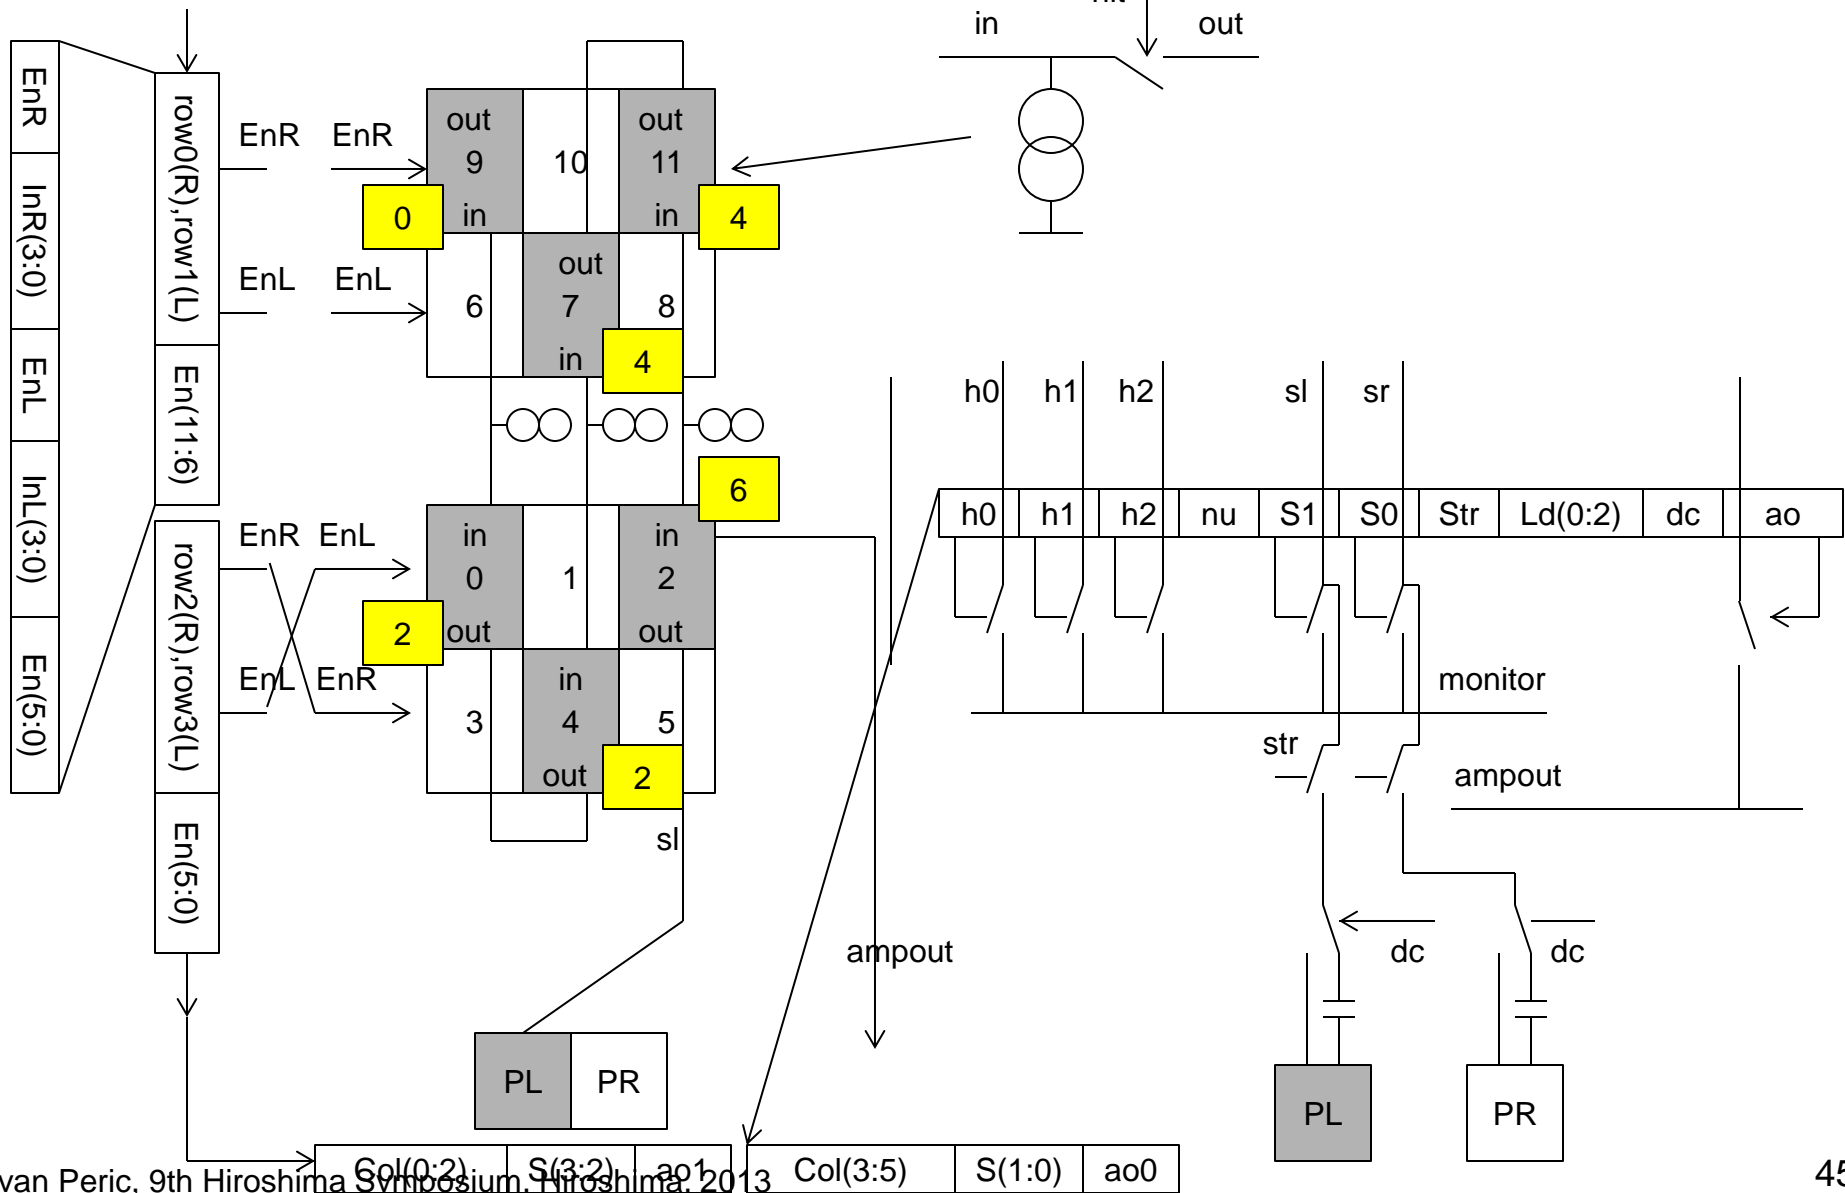 hit
in
out
EnR
InR(3:0)
EnL
InL(3:0)
En(5:0)
row0(R),row1(L)
En(11:6)
row2(R),row3(L)
En(5:0)
EnR EnR
EnL EnL
EnR EnL
EnL EnR
out
9
in
10
out
11
in
0
4
6
out
7
in
8
4
6
in
0
out
1
in
2
out
2
3
in
4
out
5
2
sl
PL PR
ampout
h0 h1 h2 sl sr
h0 h1 h2 nu S1 S0 Str Ld(0:2) dc ao
monitor
str
ampout
dc
dc
PL
PR
Col(0:2) S(3:2) ao1 Col(3:5) S(1:0) ao0
van Peric, 9th Hiroshima Symposium, Hiroshima, 2013
45